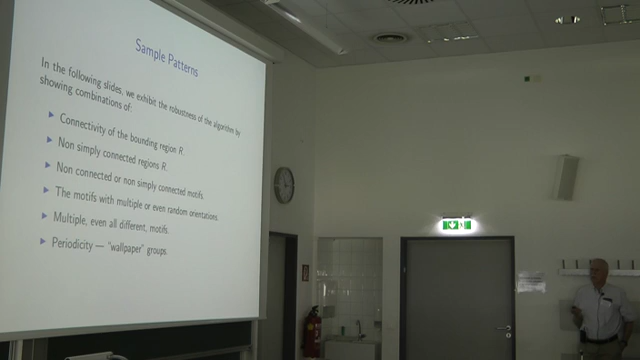 Sample Patterns
In the following slides, we exhibit the robustness of the algorithm by
showing combinations of:
Connectivity of the bounding region R.
Non simply connected regions R.
Non connected or non simply connected motifs.
The motifs with multiple or even random orientations.
Multiple, even all different, motifs.
Periodicity — “wallpaper” groups.